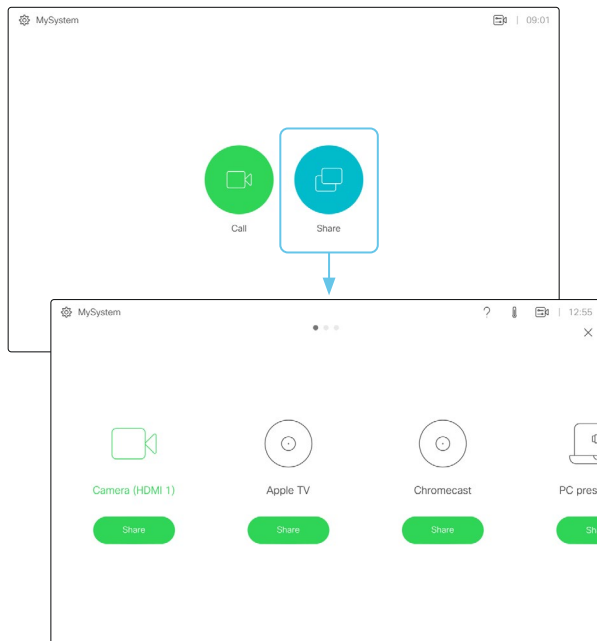 MySystem
09:01
Call
Share
MySystem
? 12:55
Camera (HDMI 1)
Apple TV
Chromecast
PC pres
Share
Share
Share
Sh